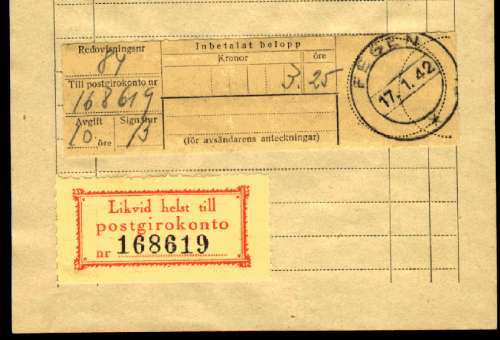 Redovisningsnr
84
Till postgirokonto nr
168619
Avgift
10 öre
Signatur
Inbetalat belopp
Kronor öre
3. 25
(för avsändarens anteckningar)
FEGEN
17.1.42
Likvid helst till
postgirokonto
nr 168619